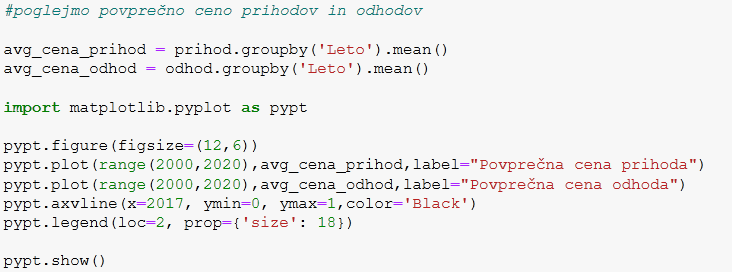 #poglejmo povprečno ceno prihodov in odhodov
avg_cena_prihod = prihod.groupby('Leto').mean()
avg_cena_odhod = odhod.groupby('Leto').mean()
import matplotlib.pyplot as pypt
pypt.figure(figsize=(12,6))
pypt.plot(range(2000,2020),avg_cena_prihod,label="Povprečna cena prihoda")
pypt.plot(range(2000,2020),avg_cena_odhod,label="Povprečna cena odhoda")
pypt.axvline(x=2017, ymin=0, ymax=1,color='Black')
pypt.legend(loc=2, prop={'size': 18})
pypt.show()